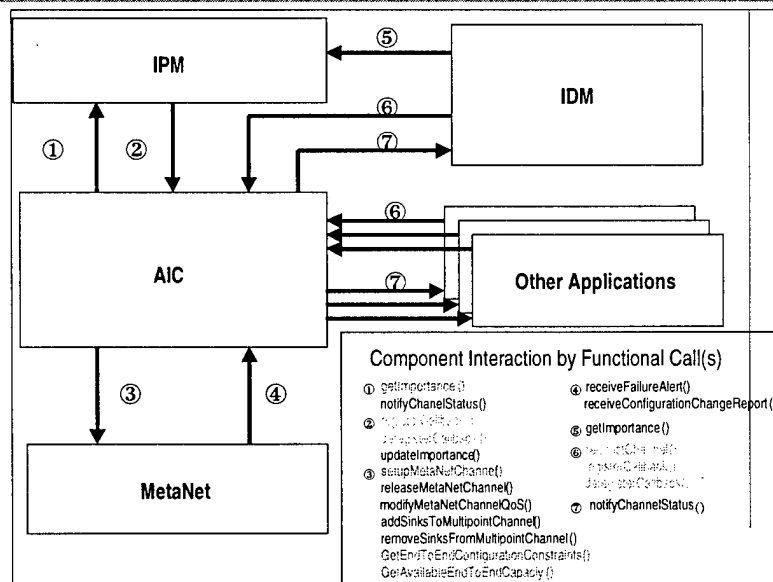 ⑤
IPM
IDM
⑥
①
②
⑦
⑥
AIC
⑦
Other Applications
③
④
MetaNet
Component Interaction by Functional Call(s)
① getImportance()
notifyChanelStatus()
②
updateImportance()
③ setupMetaNetChannel()
releaseMetaNetChannel()
modifyMetaNetChannelQoS()
addSinksToMultipointChannel()
removeSinksFromMultipointChannel()
GetEndToEndConfigurationConstraints()
GetAvailableEndToEndCapaciy()
④ receiveFailureAlert()
receiveConfigurationChangeReport(
⑤ getImportance()
⑥
⑦ notifyChannelStatus()